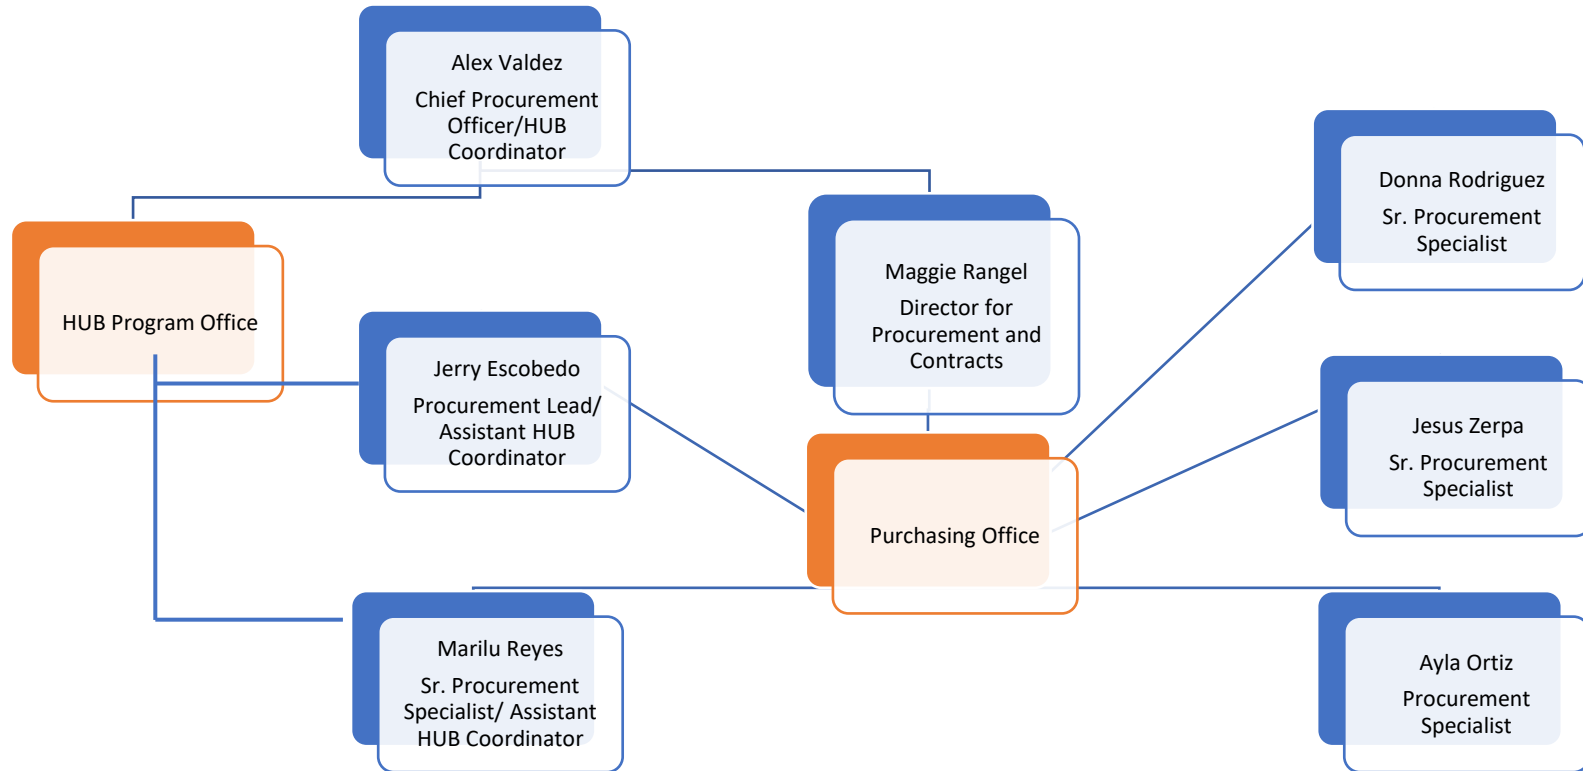 Alex Valdez
Chief Procurement
Officer/HUB
Coordinator
HUB Program Office
Jerry Escobedo
Procurement Lead/
Assistant HUB
Coordinator
Marilu Reyes
Sr. Procurement
Specialist/ Assistant
HUB Coordinator
Maggie Rangel
Director for
Procurement and
Contracts
Purchasing Office
Donna Rodriguez
Sr. Procurement
Specialist
Jesus Zerpa
Sr. Procurement
Specialist
Ayla Ortiz
Procurement
Specialist